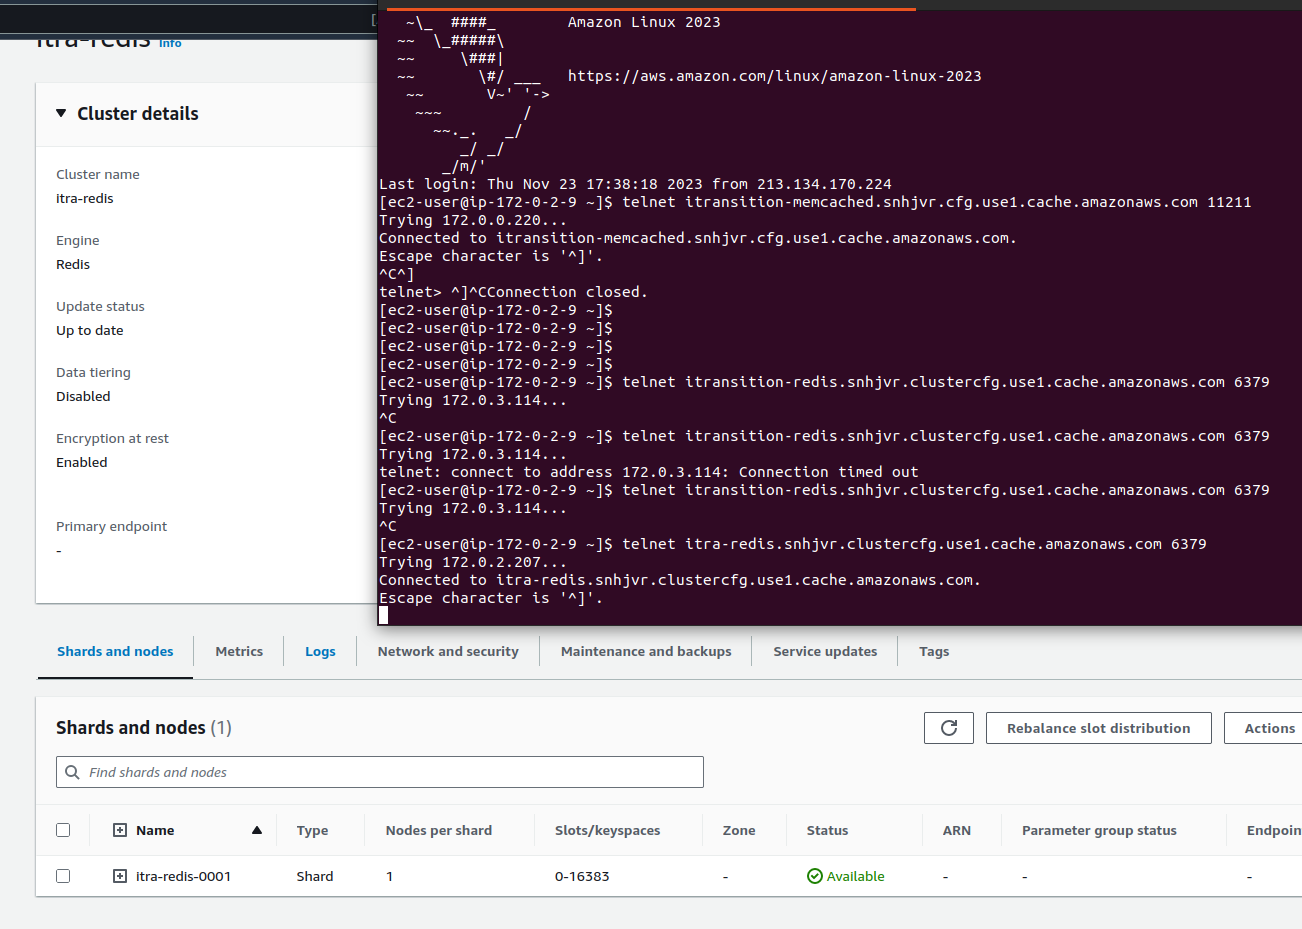 [
itra-redis Info
Cluster details
Cluster name
itra-redis
Engine
Redis
Update status
Up to date
Data tiering
Disabled
Encryption at rest
Enabled
Primary endpoint
-
~\_  ####_        Amazon Linux 2023
~~  \_#####\
~~     \###|
~~       \#/ ___   https://aws.amazon.com/linux/amazon-linux-2023
~~       V~' '->
~~~         /
~~._.   _/
_/ _/
_/m/'
Last login: Thu Nov 23 17:38:18 2023 from 213.134.170.224
[ec2-user@ip-172-0-2-9 ~]$ telnet itransition-memcached.snhjvr.cfg.use1.cache.amazonaws.com 11211
Trying 172.0.0.220...
Connected to itransition-memcached.snhjvr.cfg.use1.cache.amazonaws.com.
Escape character is '^]'.
^C^]
telnet> ^]^CConnection closed.
[ec2-user@ip-172-0-2-9 ~]$
[ec2-user@ip-172-0-2-9 ~]$
[ec2-user@ip-172-0-2-9 ~]$
[ec2-user@ip-172-0-2-9 ~]$
[ec2-user@ip-172-0-2-9 ~]$ telnet itransition-redis.snhjvr.clustercfg.use1.cache.amazonaws.com 6379
Trying 172.0.3.114...
^C
[ec2-user@ip-172-0-2-9 ~]$ telnet itransition-redis.snhjvr.clustercfg.use1.cache.amazonaws.com 6379
Trying 172.0.3.114...
telnet: connect to address 172.0.3.114: Connection timed out
[ec2-user@ip-172-0-2-9 ~]$ telnet itransition-redis.snhjvr.clustercfg.use1.cache.amazonaws.com 6379
Trying 172.0.3.114...
^C
[ec2-user@ip-172-0-2-9 ~]$ telnet itra-redis.snhjvr.clustercfg.use1.cache.amazonaws.com 6379
Trying 172.0.2.207...
Connected to itra-redis.snhjvr.clustercfg.use1.cache.amazonaws.com.
Escape character is '^]'.
Shards and nodes Metrics Logs Network and security Maintenance and backups Service updates Tags
Shards and nodes (1) Rebalance slot distribution Actions
Find shards and nodes
Name Type Nodes per shard Slots/keyspaces Zone Status ARN Parameter group status Endpoin
itra-redis-0001 Shard 1 0-16383 - Available - - -